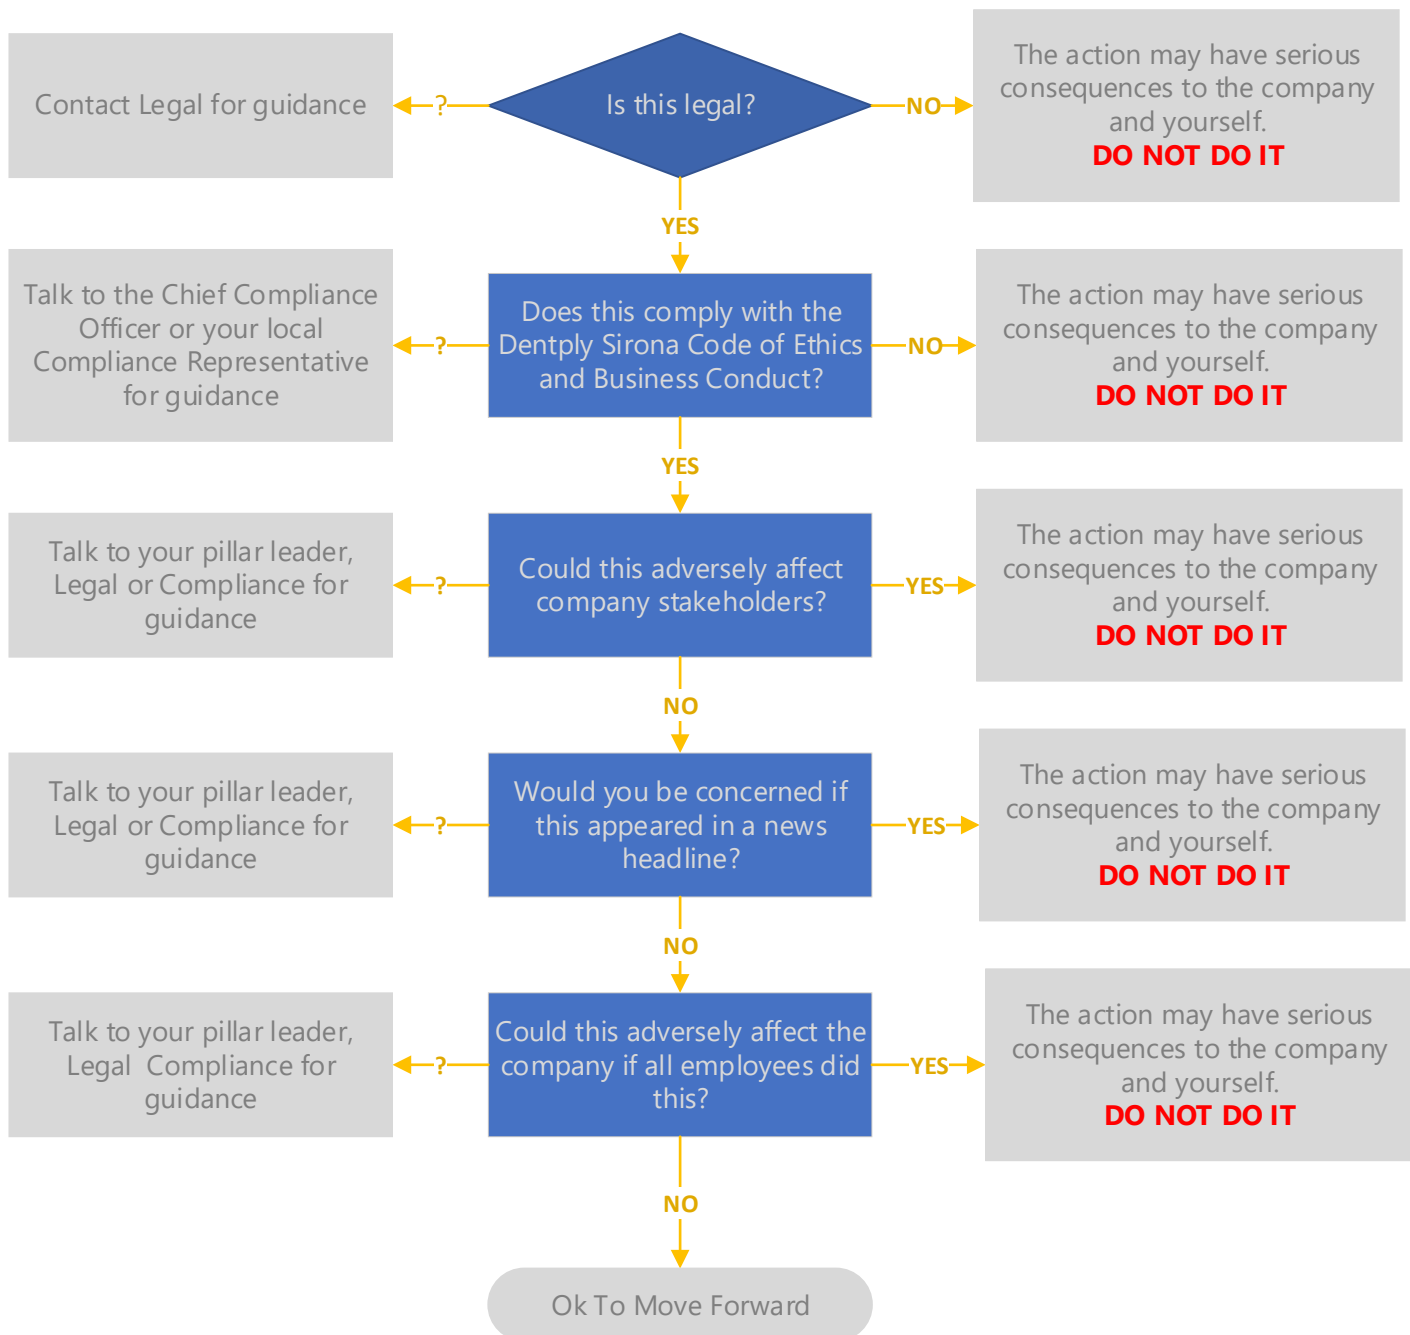 Contact Legal for guidance
?
Is this legal?
NO
The action may have serious
consequences to the company
and yourself.
DO NOT DO IT
YES
Talk to the Chief Compliance
Officer or your local
Compliance Representative
for guidance
?
Does this comply with the
Dentply Sirona Code of Ethics
and Business Conduct?
NO
The action may have serious
consequences to the company
and yourself.
DO NOT DO IT
YES
Talk to your pillar leader,
Legal or Compliance for
guidance
?
Could this adversely affect
company stakeholders?
YES
The action may have serious
consequences to the company
and yourself.
DO NOT DO IT
NO
Talk to your pillar leader,
Legal or Compliance for
guidance
?
Would you be concerned if
this appeared in a news
headline?
YES
The action may have serious
consequences to the company
and yourself.
DO NOT DO IT
NO
Talk to your pillar leader,
Legal  Compliance for
guidance
?
Could this adversely affect the
company if all employees did
this?
YES
The action may have serious
consequences to the company
and yourself.
DO NOT DO IT
NO
Ok To Move Forward